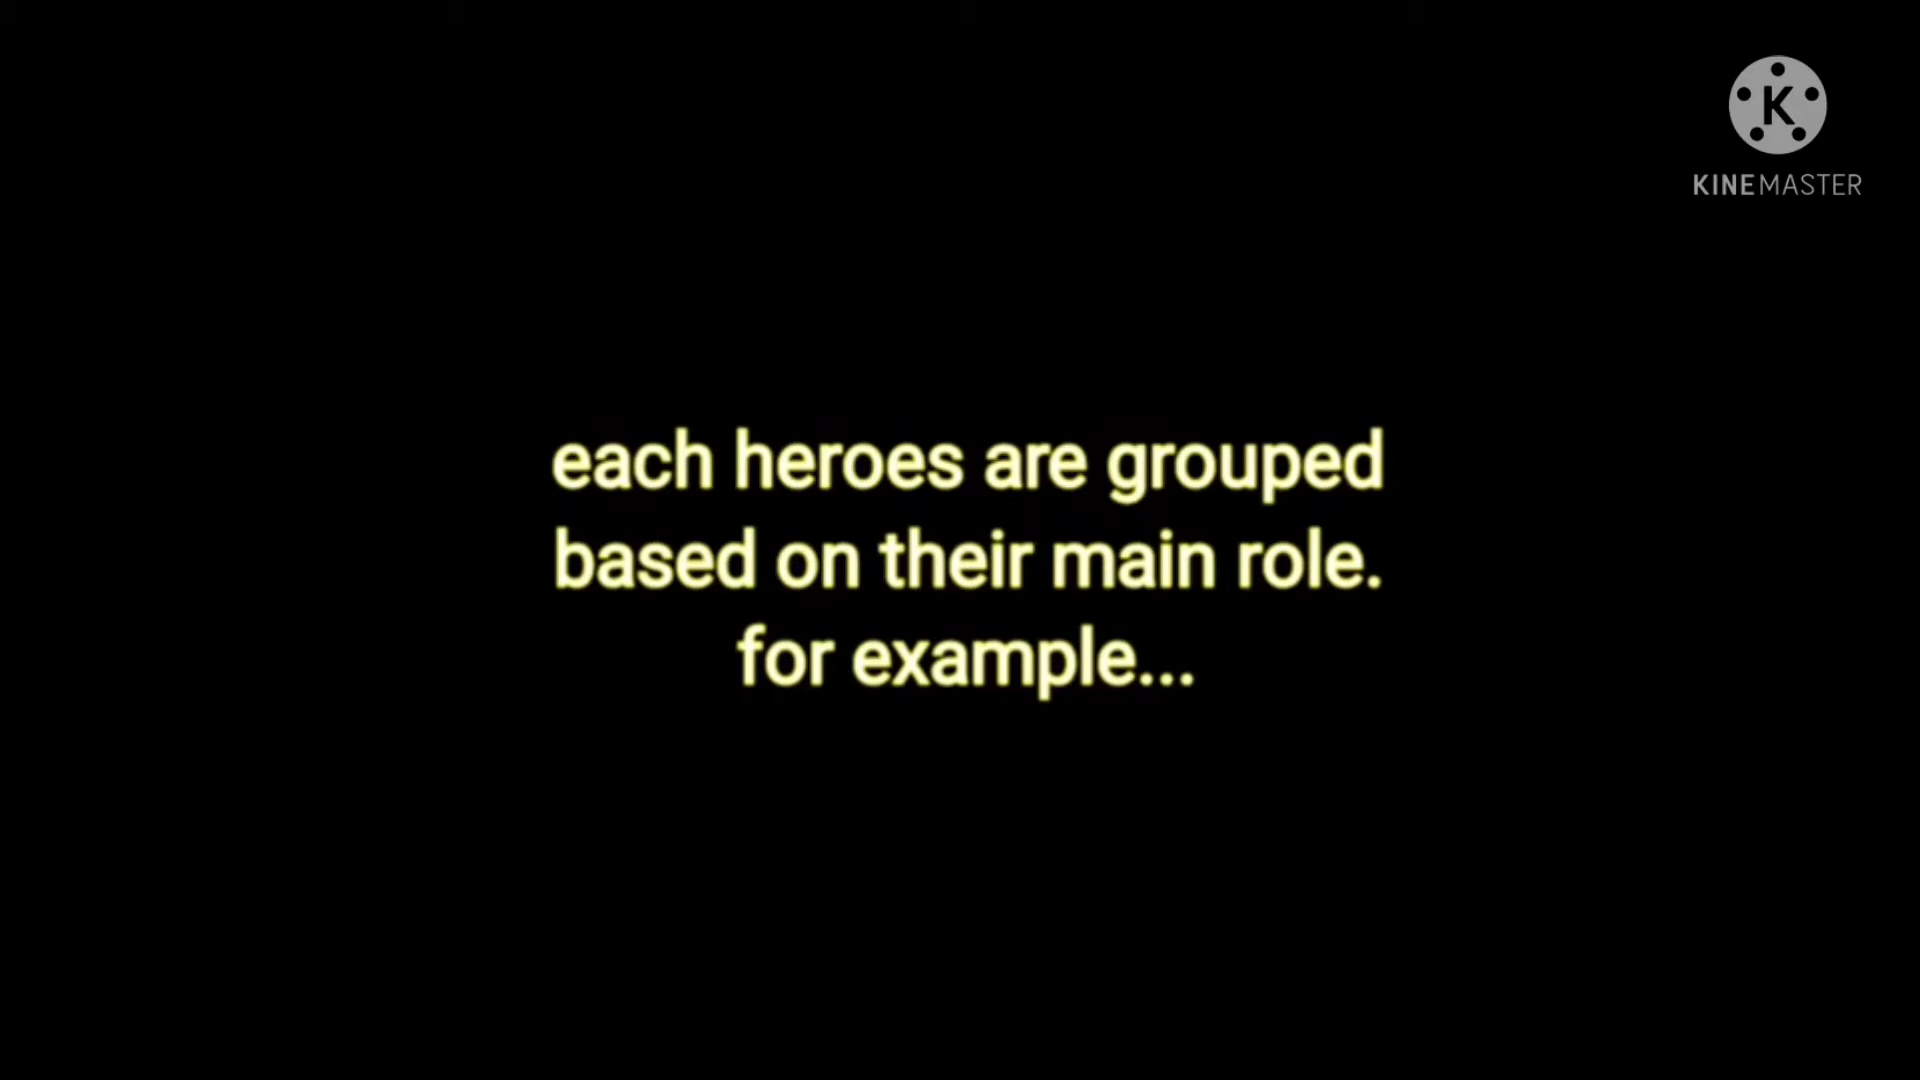 K
KINEMASTER
each heroes are grouped
based on their main role.
for example...